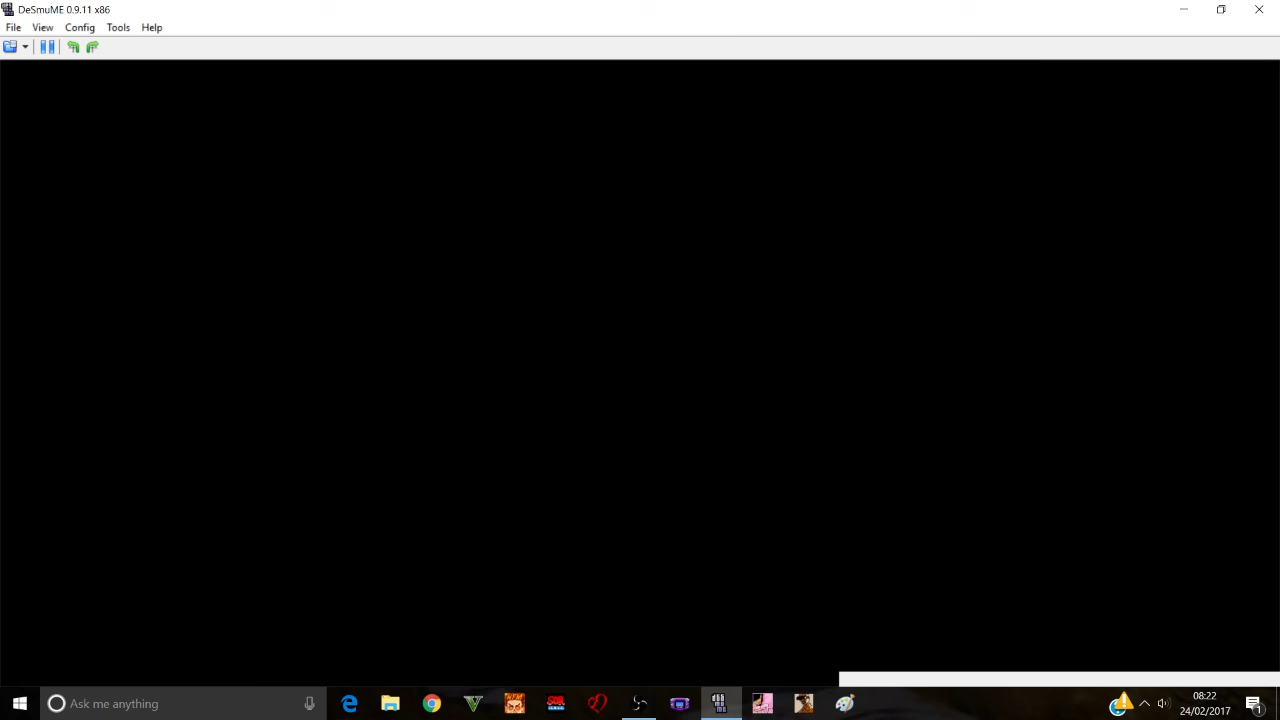 DeSmuME 0.9.11 x86
File View Config Tools Help
Ask me anything
08:22
24/02/2017